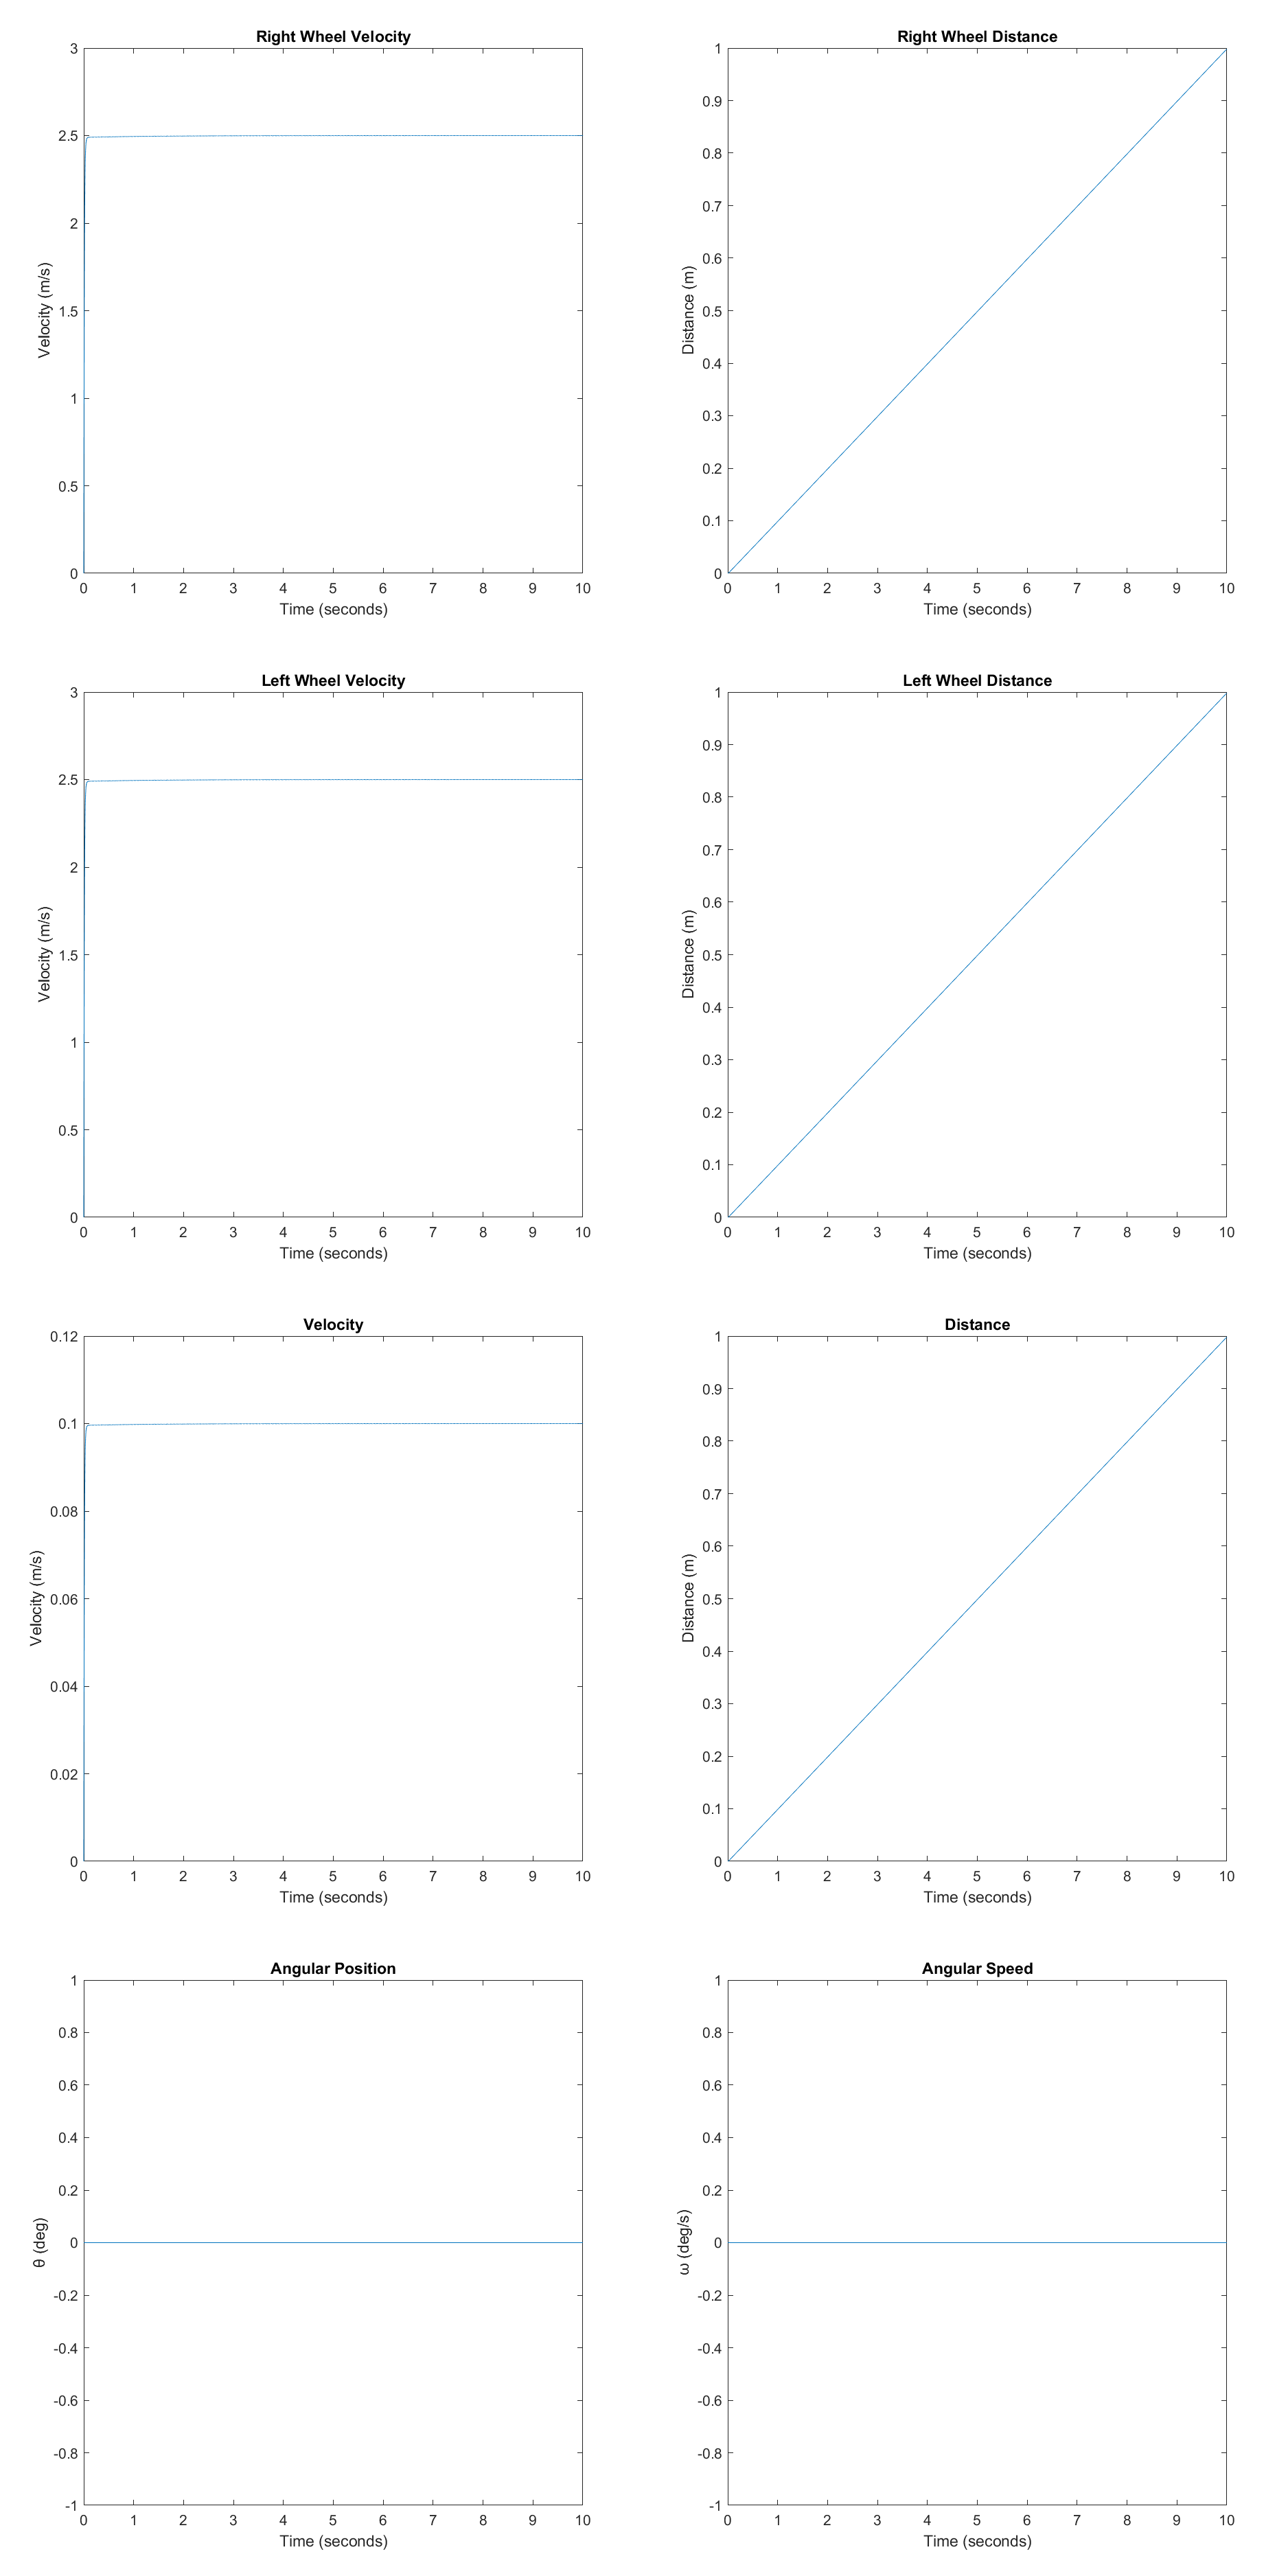 Right Wheel Velocity
3
2.5
2
1.5
1
0.5
0
Velocity (m/s)
0 1 2 3 4 5 6 7 8 9 10
Time (seconds)
Right Wheel Distance
1
0.9
0.8
0.7
0.6
0.5
0.4
0.3
0.2
0.1
0
Distance (m)
0 1 2 3 4 5 6 7 8 9 10
Time (seconds)
Left Wheel Velocity
3
2.5
2
1.5
1
0.5
0
Velocity (m/s)
0 1 2 3 4 5 6 7 8 9 10
Time (seconds)
Left Wheel Distance
1
0.9
0.8
0.7
0.6
0.5
0.4
0.3
0.2
0.1
0
Distance (m)
0 1 2 3 4 5 6 7 8 9 10
Time (seconds)
Velocity
0.12
0.1
0.08
0.06
0.04
0.02
0
Velocity (m/s)
0 1 2 3 4 5 6 7 8 9 10
Time (seconds)
Distance
1
0.9
0.8
0.7
0.6
0.5
0.4
0.3
0.2
0.1
0
Distance (m)
0 1 2 3 4 5 6 7 8 9 10
Time (seconds)
Angular Position
1
0.8
0.6
0.4
0.2
0
-0.2
-0.4
-0.6
-0.8
-1
θ (deg)
0 1 2 3 4 5 6 7 8 9 10
Time (seconds)
Angular Speed
1
0.8
0.6
0.4
0.2
0
-0.2
-0.4
-0.6
-0.8
-1
ω (deg/s)
0 1 2 3 4 5 6 7 8 9 10
Time (seconds)